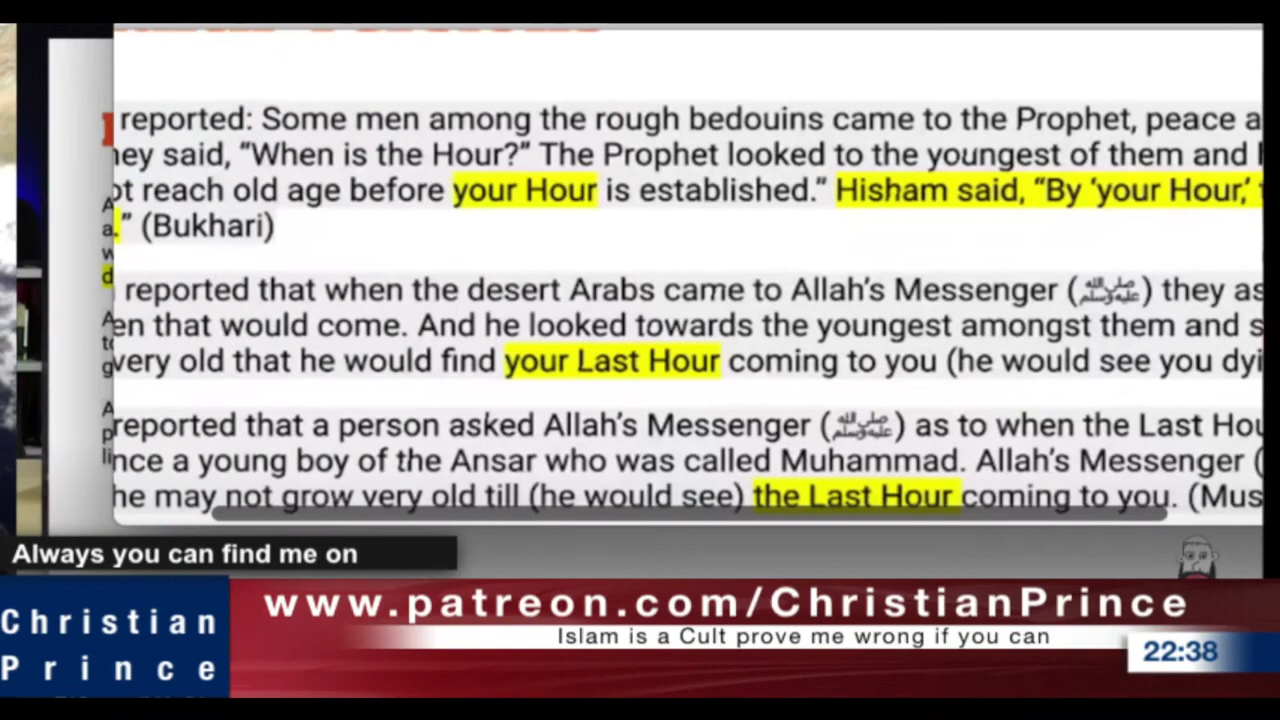 reported: Some men among the rough bedouins came to the Prophet, peace a
hey said, “When is the Hour?” The Prophet looked to the youngest of them and
ot reach old age before your Hour is established.” Hisham said, “By ‘your Hour,’
.” (Bukhari)
reported that when the desert Arabs came to Allah’s Messenger (ﷺ) they as
en that would come. And he looked towards the youngest amongst them and s
very old that he would find your Last Hour coming to you (he would see you dyi
reported that a person asked Allah’s Messenger (ﷺ) as to when the Last Hou
nce a young boy of the Ansar who was called Muhammad. Allah’s Messenger (
he may not grow very old till (he would see) the Last Hour coming to you. (Mus
Always you can find me on
www.patreon.com/ChristianPrince
Islam is a Cult prove me wrong if you can
Christian
Prince
22:38